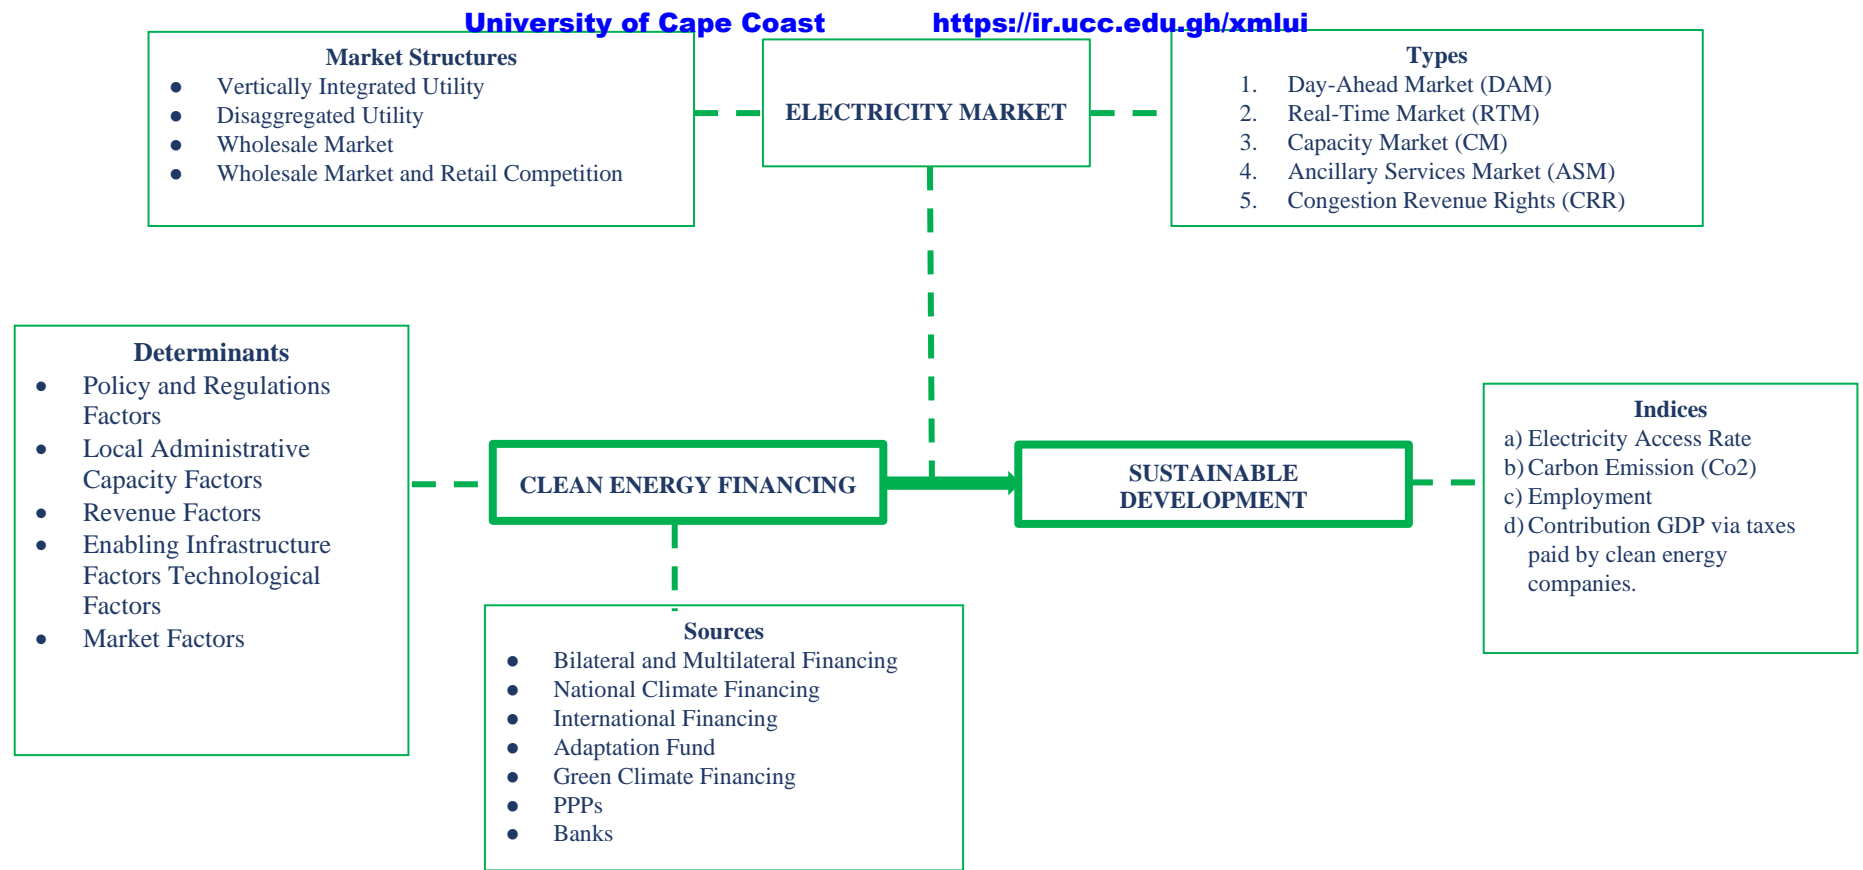 University of Cape Coast https://ir.ucc.edu.gh/xmlui
Market Structures
● Vertically Integrated Utility
● Disaggregated Utility
● Wholesale Market
● Wholesale Market and Retail Competition
ELECTRICITY MARKET
Types
1. Day-Ahead Market (DAM)
2. Real-Time Market (RTM)
3. Capacity Market (CM)
4. Ancillary Services Market (ASM)
5. Congestion Revenue Rights (CRR)
Determinants
● Policy and Regulations
Factors
● Local Administrative
Capacity Factors
● Revenue Factors
● Enabling Infrastructure
Factors Technological
Factors
● Market Factors
CLEAN ENERGY FINANCING
SUSTAINABLE
DEVELOPMENT
Indices
a) Electricity Access Rate
b) Carbon Emission (Co2)
c) Employment
d) Contribution GDP via taxes
paid by clean energy
companies.
Sources
● Bilateral and Multilateral Financing
● National Climate Financing
● International Financing
● Adaptation Fund
● Green Climate Financing
● PPPs
● Banks